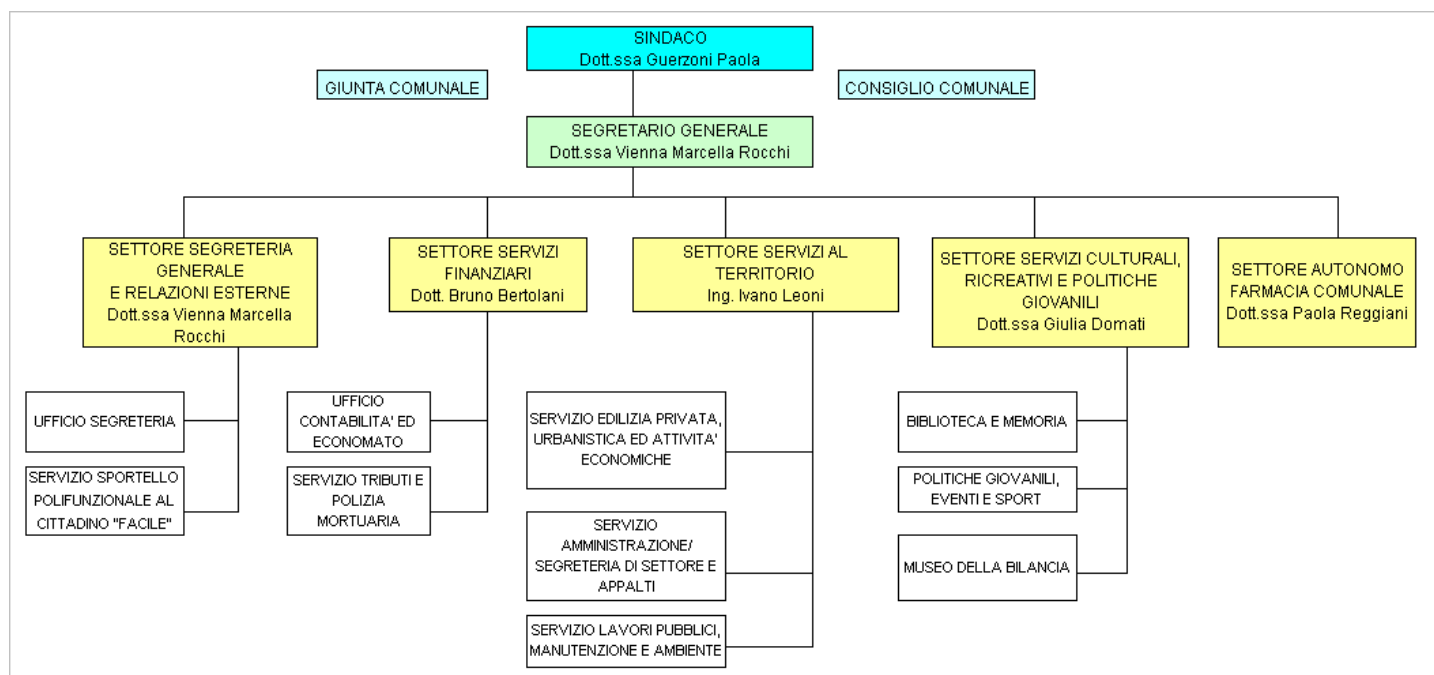 SINDACO
Dott.ssa Guerzoni Paola
GIUNTA COMUNALE
CONSIGLIO COMUNALE
SEGRETARIO GENERALE
Dott.ssa Vienna Marcella Rocchi
SETTORE SEGRETERIA
GENERALE
E RELAZIONI ESTERNE
Dott.ssa Vienna Marcella
Rocchi
SETTORE SERVIZI
FINANZIARI
Dott. Bruno Bertolani
SETTORE SERVIZI AL
TERRITORIO
Ing. Ivano Leoni
SETTORE SERVIZI CULTURALI,
RICREATIVI E POLITICHE
GIOVANILI
Dott.ssa Giulia Domati
SETTORE AUTONOMO
FARMACIA COMUNALE
Dott.ssa Paola Reggiani
UFFICIO SEGRETERIA
SERVIZIO SPORTELLO
POLIFUNZIONALE AL
CITTADINO "FACILE"
UFFICIO
CONTABILITA' ED
ECONOMATO
SERVIZIO TRIBUTI E
POLIZIA
MORTUARIA
SERVIZIO EDILIZIA PRIVATA,
URBANISTICA ED ATTIVITA'
ECONOMICHE
SERVIZIO
AMMINISTRAZIONE/
SEGRETERIA DI SETTORE E
APPALTI
SERVIZIO LAVORI PUBBLICI,
MANUTENZIONE E AMBIENTE
BIBLIOTECA E MEMORIA
POLITICHE GIOVANILI,
EVENTI E SPORT
MUSEO DELLA BILANCIA